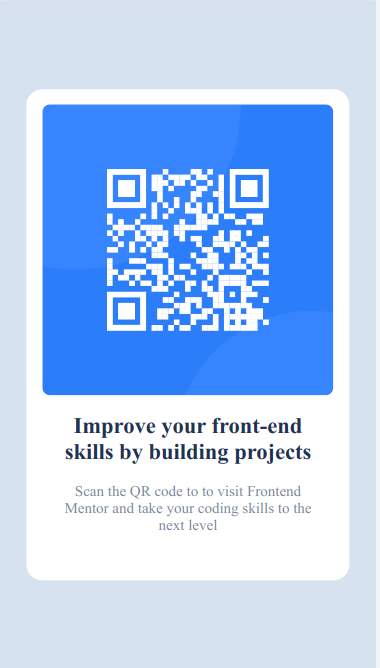 Improve your front-end
skills by building projects
Scan the QR code to to visit Frontend
Mentor and take your coding skills to the
next level